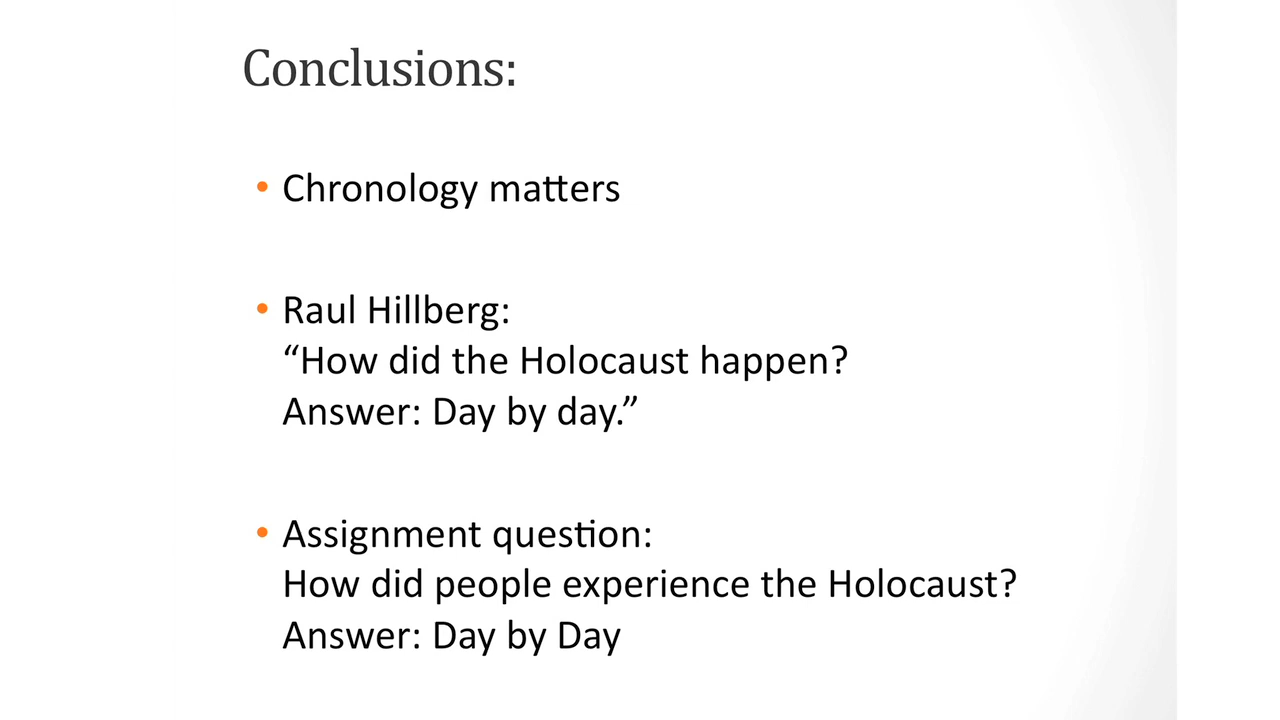 Conclusions:
• Chronology matters
• Raul Hillberg:
“How did the Holocaust happen?
Answer: Day by day.”
• Assignment question:
How did people experience the Holocaust?
Answer: Day by Day